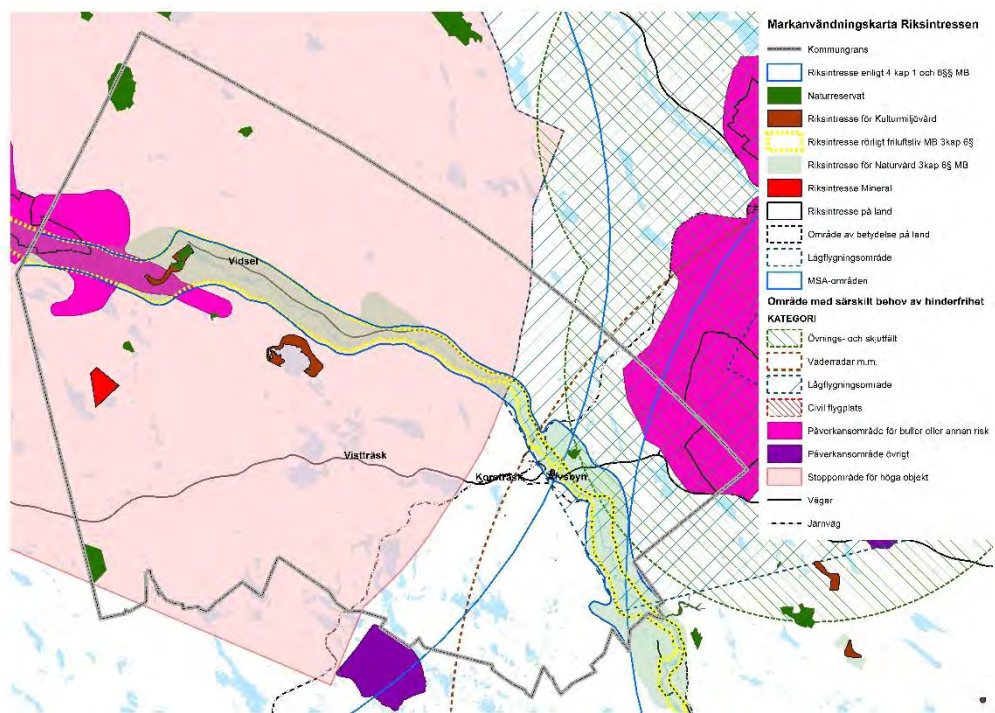 Markanvändningskarta Riksintressen
Kommungräns
Riksintresse enligt 4 kap 1 och 6§§ MB
Naturreservat
Riksintresse för Kulturmiljövård
Riksintresse rörligt friluftsliv MB 3kap 6§
Riksintresse för Naturvård 3kap 6§ MB
Riksintresse Mineral
Riksintresse på land
Område av betydelse på land
Lågflygningsområde
MSA-områden
Område med särskilt behov av hinderfrihet
KATEGORI
Övnings- och skjutfält
Väderradar m.m.
Lågflygningsområde
Civil flygplats
Påverkansområde för buller eller annan risk
Påverkansområde övrigt
Stoppområde för höga objekt
Vägar
Järnväg
Vidsel
Vistträsk
Korsträsk
Älvsbyn